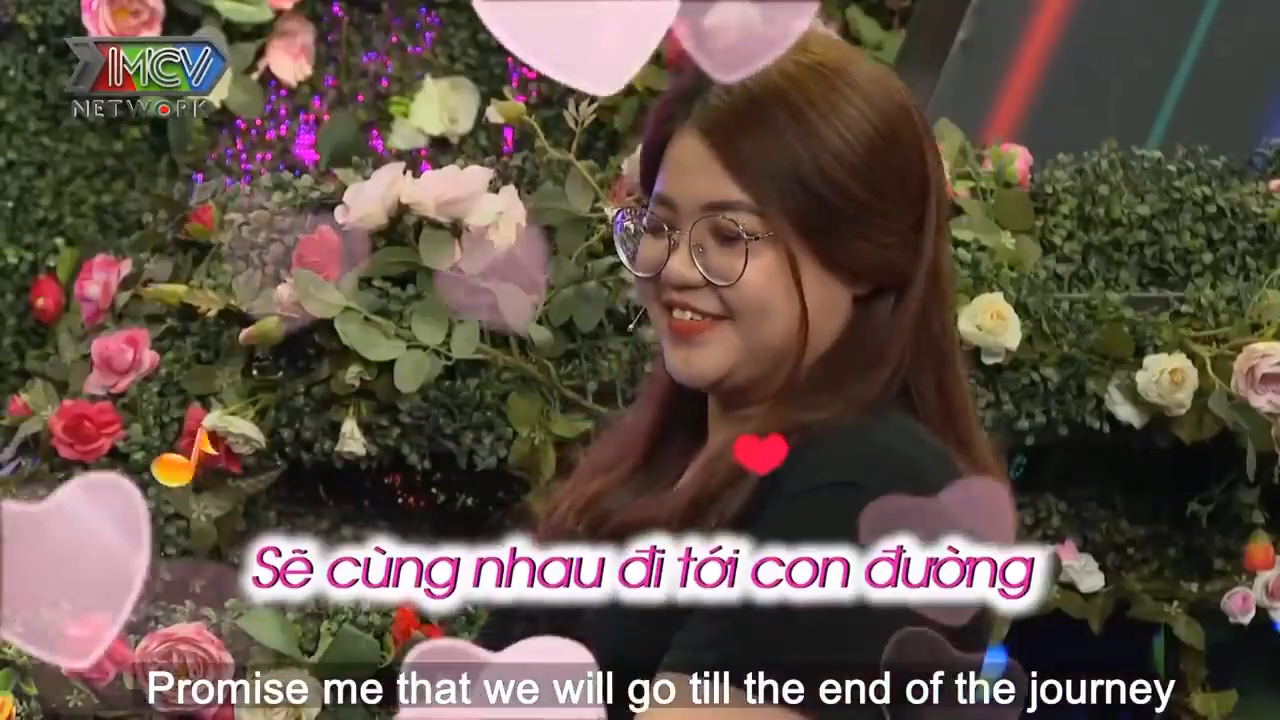 MCV
NETWORK
Sẽ cùng nhau đi tới con đường
Promise me that we will go till the end of the journey